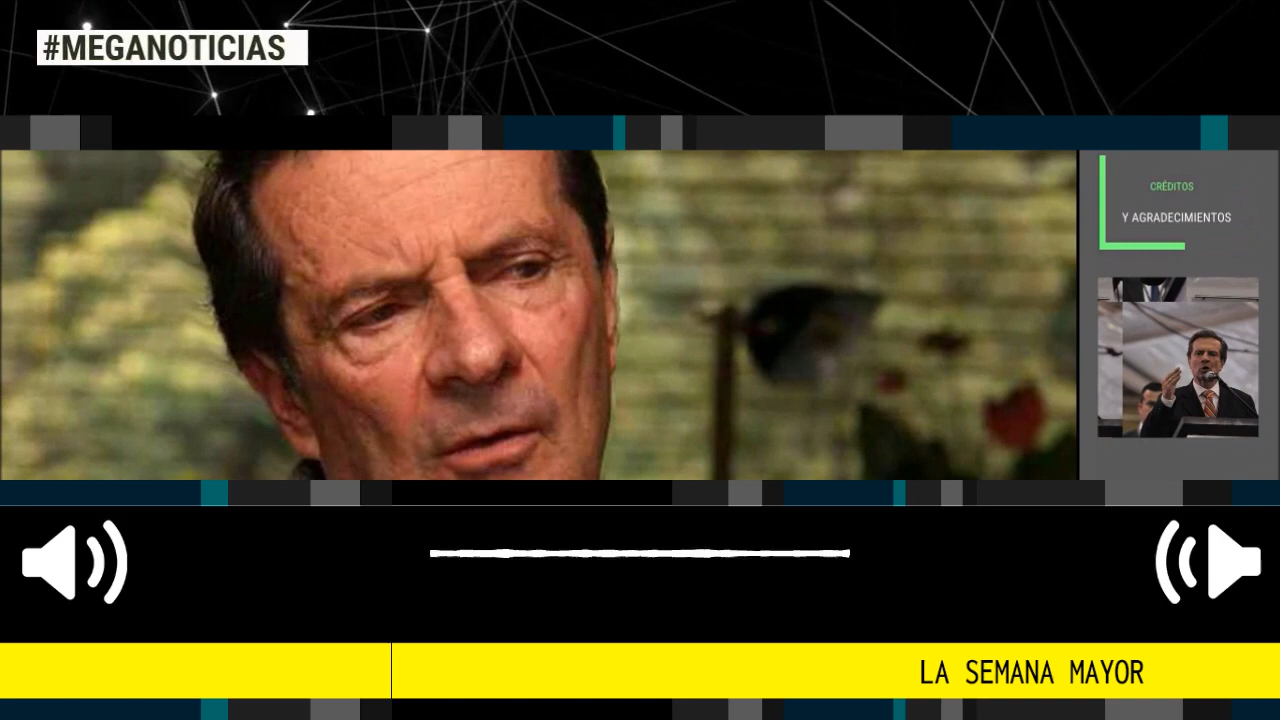 #MEGANOTICIAS
CRÉDITOS
Y AGRADECIMIENTOS
LA SEMANA MAYOR